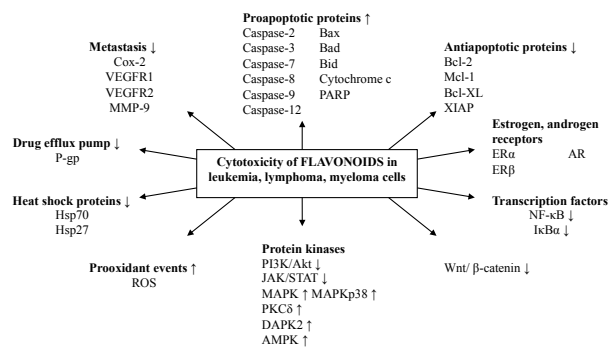 Proapoptotic proteins ↑
Caspase-2 Bax
Caspase-3 Bad
Caspase-7 Bid
Caspase-8 Cytochrome c
Caspase-9 PARP
Caspase-12
Metastasis ↓
Cox-2
VEGFR1
VEGFR2
MMP-9
Antiapoptotic proteins ↓
Bcl-2
Mcl-1
Bcl-XL
XIAP
Drug efflux pump ↓
P-gp
Cytotoxicity of FLAVONOIDS in
leukemia, lymphoma, myeloma cells
Estrogen, androgen
receptors
ERα AR
ERβ
Heat shock proteins ↓
Hsp70
Hsp27
Transcription factors
NF-κB ↓
IκBα ↓
Prooxidant events ↑
ROS
Protein kinases
PI3K/Akt ↓
JAK/STAT ↓
MAPK ↑ MAPKp38 ↑
PKCδ ↑
DAPK2 ↑
AMPK ↑
Wnt/ β-catenin ↓